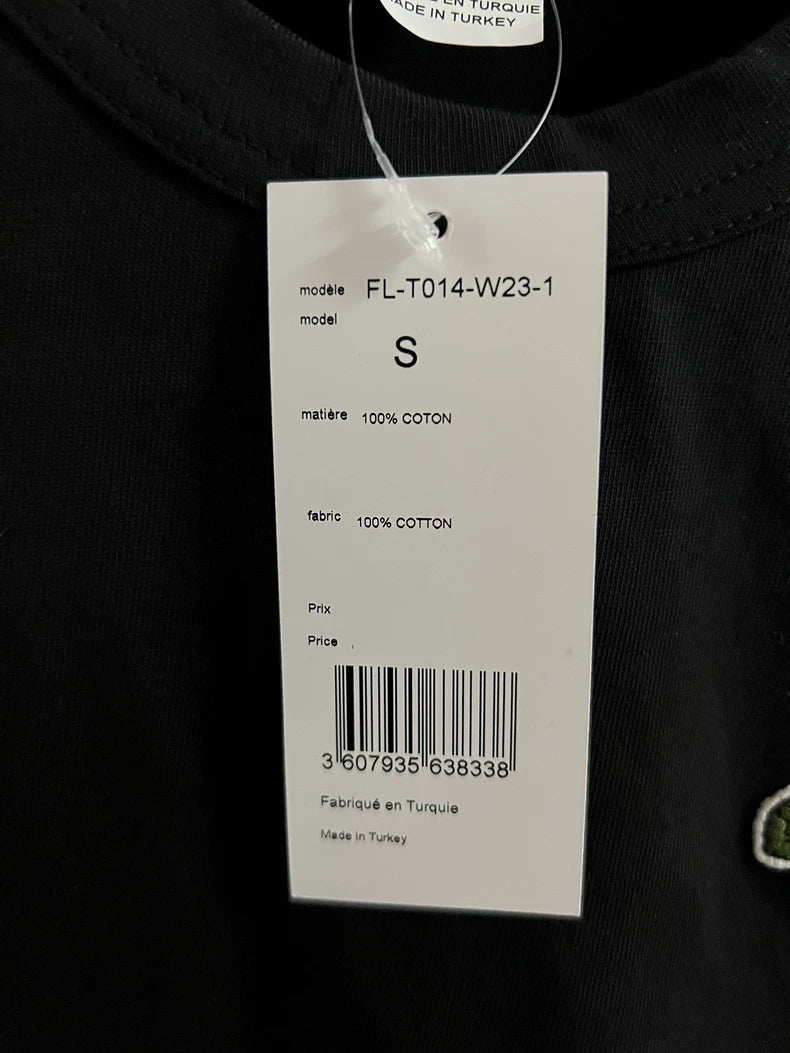 EN TURQUIE
MADE IN TURKEY
modèle FL-T014-W23-1
model
S
matière 100% COTON
fabric 100% COTTON
Prix
Price
3 607935 638338
Fabriqué en Turquie
Made in Turkey